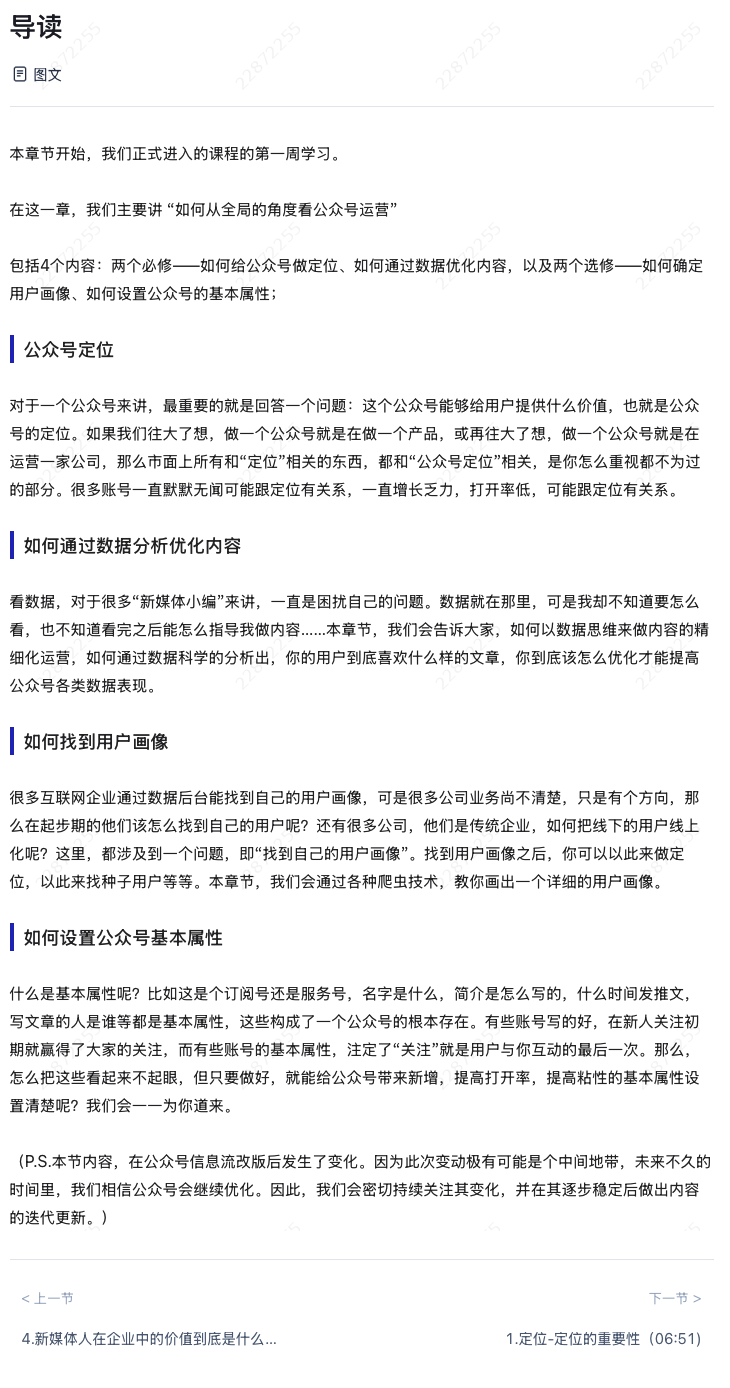 导读
图文
本章节开始，我们正式进入的课程的第一周学习。
在这一章，我们主要讲 “如何从全局的角度看公众号运营”
包括4个内容：两个必修——如何给公众号做定位、如何通过数据优化内容，以及两个选修——如何确定
用户画像、如何设置公众号的基本属性；
公众号定位
对于一个公众号来讲，最重要的就是回答一个问题：这个公众号能够给用户提供什么价值，也就是公众
号的定位。如果我们往大了想，做一个公众号就是在做一个产品，或再往大了想，做一个公众号就是在
运营一家公司，那么市面上所有和“定位”相关的东西，都和“公众号定位”相关，是你怎么重视都不为过
的部分。很多账号一直默默无闻可能跟定位有关系，一直增长乏力，打开率低，可能跟定位有关系。
如何通过数据分析优化内容
看数据，对于很多“新媒体小编”来讲，一直是困扰自己的问题。数据就在那里，可是我却不知道要怎么
看，也不知道看完之后能怎么指导我做内容......本章节，我们会告诉大家，如何以数据思维来做内容的精
细化运营，如何通过数据科学的分析出，你的用户到底喜欢什么样的文章，你到底该怎么优化才能提高
公众号各类数据表现。
如何找到用户画像
很多互联网企业通过数据后台能找到自己的用户画像，可是很多公司业务尚不清楚，只是有个方向，那
么在起步期的他们该怎么找到自己的用户呢？还有很多公司，他们是传统企业，如何把线下的用户线上
化呢？这里，都涉及到一个问题，即“找到自己的用户画像”。找到用户画像之后，你可以以此来做定
位，以此来找种子用户等等。本章节，我们会通过各种爬虫技术，教你画出一个详细的用户画像。
如何设置公众号基本属性
什么是基本属性呢？比如这是个订阅号还是服务号，名字是什么，简介是怎么写的，什么时间发推文，
写文章的人是谁等都是基本属性，这些构成了一个公众号的根本存在。有些账号写的好，在新人关注初
期就赢得了大家的关注，而有些账号的基本属性，注定了“关注”就是用户与你互动的最后一次。那么，
怎么把这些看起来不起眼，但只要做好，就能给公众号带来新增，提高打开率，提高粘性的基本属性设
置清楚呢？我们会一一为你道来。
（P.S.本节内容，在公众号信息流改版后发生了变化。因为此次变动极有可能是个中间地带，未来不久的
时间里，我们相信公众号会继续优化。因此，我们会密切持续关注其变化，并在其逐步稳定后做出内容
的迭代更新。）
< 上一节
下一节 >
4.新媒体人在企业中的价值到底是什么...
1.定位-定位的重要性（06:51）
22872255